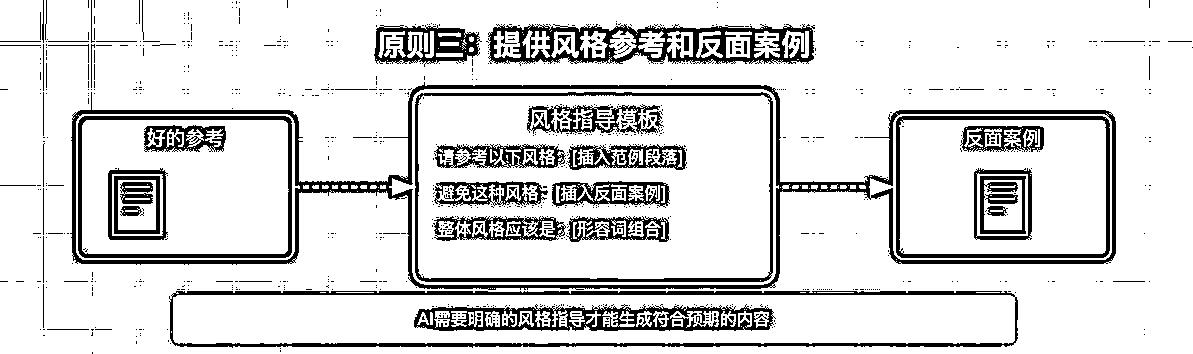 原则三：提供风格参考和反面案例
好的参考
风格指导模板
请参考以下风格：[插入范例段落]
避免这种风格：[插入反面案例]
整体风格应该是：[形容词组合]
反面案例
AI需要明确的风格指导才能生成符合预期的内容